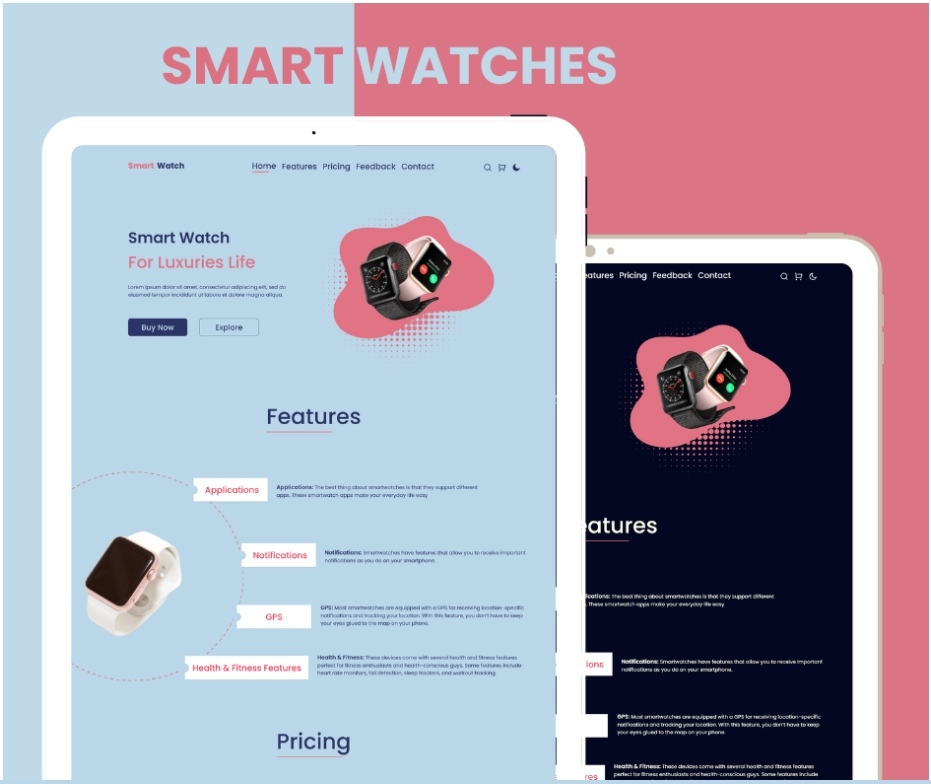 SMART WATCHES
Smart Watch
Home Features Pricing Feedback Contact
Smart Watch
For Luxuries Life
Lorem ipsum dolor sit amet, consectetur adipiscing elit, sed do
eiusmod tempor incididunt ut labore et dolore magna aliqua.
Buy Now
Explore
Features
Applications
Applications: The best thing about smartwatches is that they support different
apps. These smartwatch apps make your everyday life easy
Notifications
Notifications: Smartwatches have features that allow you to receive important
notifications as you do on your smartphone.
GPS
GPS: Most smartwatches are equipped with a GPS for receiving location-specific
notifications and tracking your location. With this feature, you don't have to keep
your eyes glued to the map on your phone.
Health & Fitness Features
Health & Fitness: These devices come with several health and fitness features
perfect for fitness enthusiasts and health-conscious guys. Some features include
heart rate monitors, fall detection, sleep trackers, and workout tracking.
Pricing
eatures Pricing Feedback Contact
eatures
ications: The best thing about smartwatches is that they support different
. These smartwatch apps make your everyday life easy
ions
Notifications: Smartwatches have features that allow you to receive important
notifications as you do on your smartphone.
GPS: Most smartwatches are equipped with a GPS for receiving location-specific
notifications and tracking your location. With this feature, you don't have to keep
your eyes glued to the map on your phone.
res
Health & Fitness: These devices come with several health and fitness features
perfect for fitness enthusiasts and health-conscious guys. Some features include